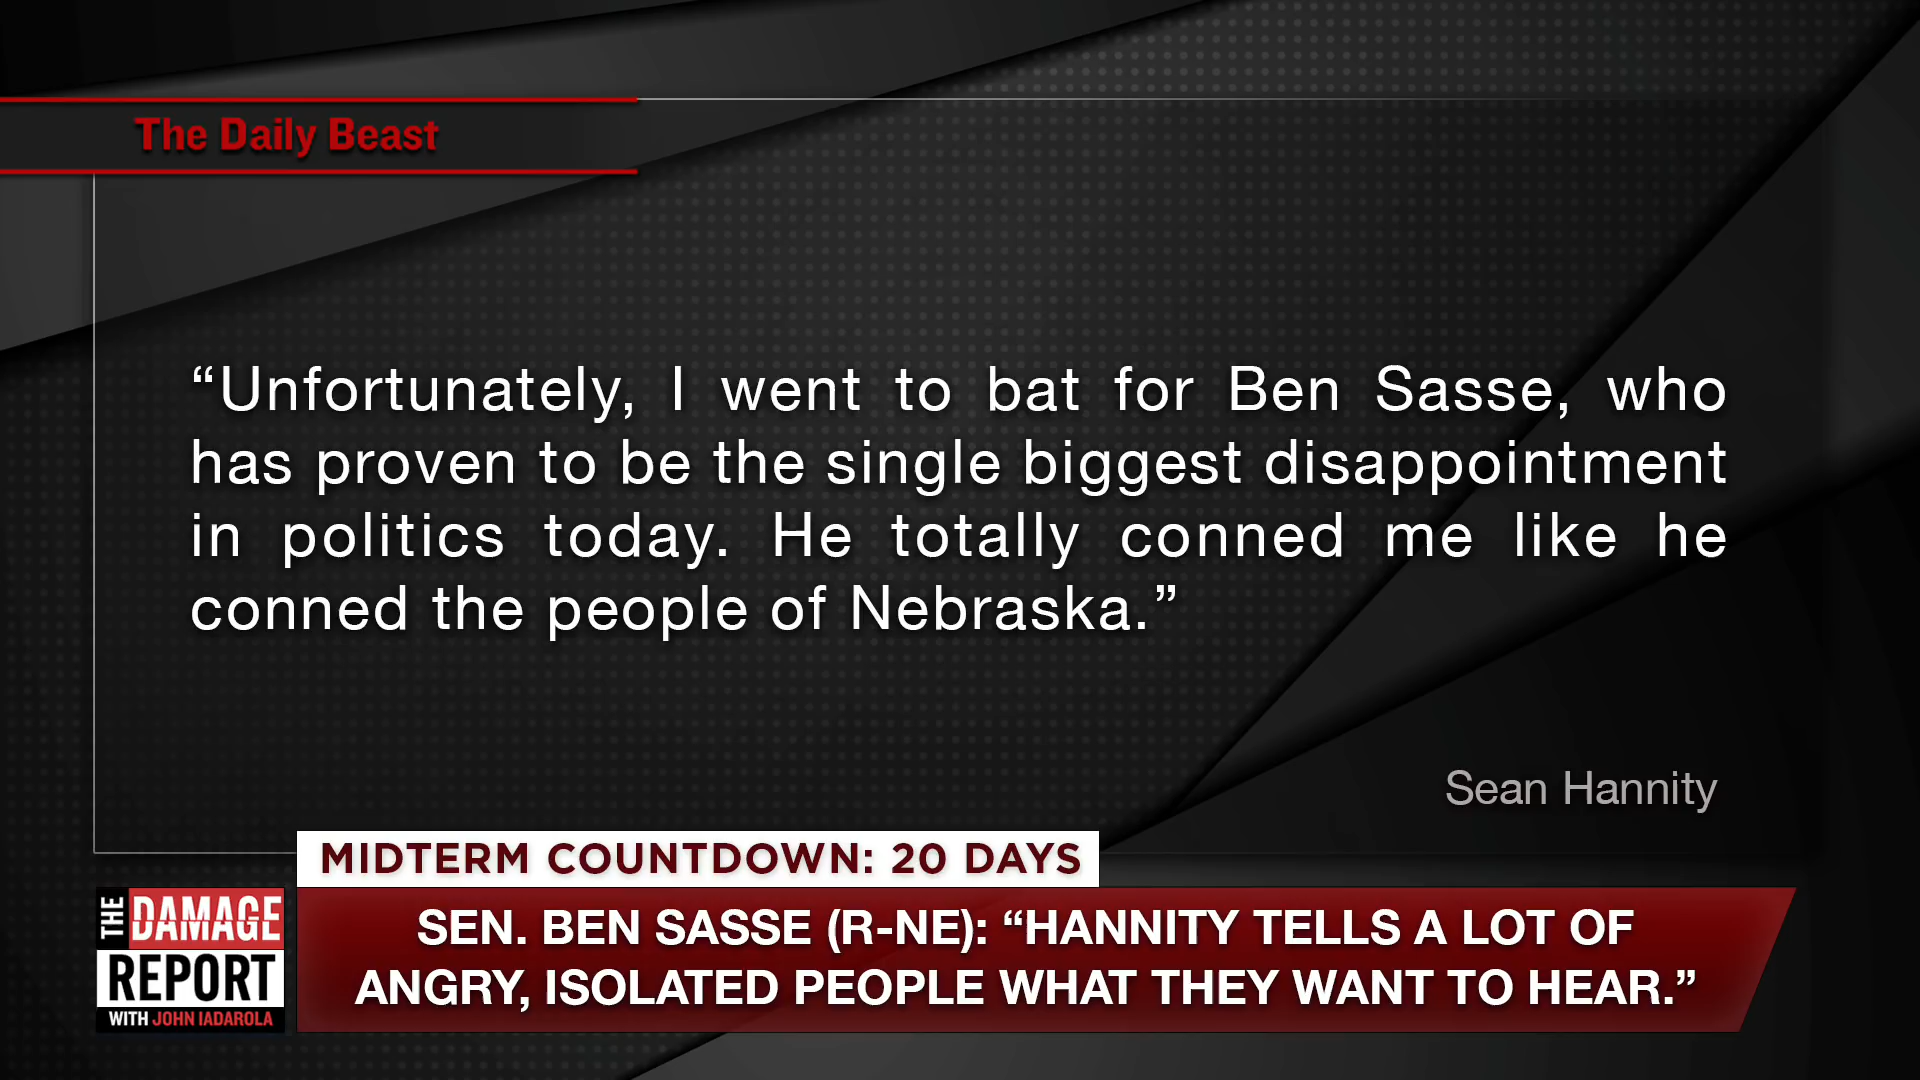 The Daily Beast
“Unfortunately, I went to bat for Ben Sasse, who
has proven to be the single biggest disappointment
in politics today. He totally conned me like he
conned the people of Nebraska.”
Sean Hannity
MIDTERM COUNTDOWN: 20 DAYS
SEN. BEN SASSE (R-NE): “HANNITY TELLS A LOT OF
ANGRY, ISOLATED PEOPLE WHAT THEY WANT TO HEAR.”
THE DAMAGE
REPORT
WITH JOHN IADAROLA